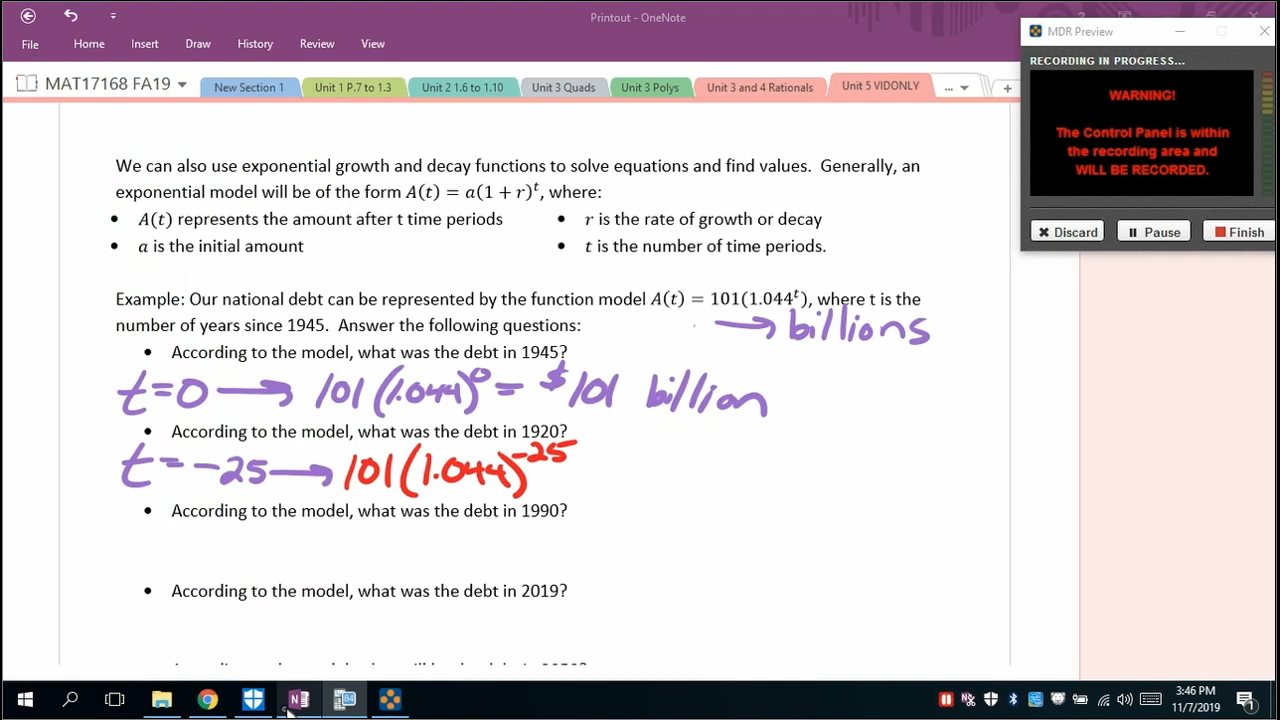 Printout - OneNote
File Home Insert Draw History Review View
MAT17168 FA19 New Section 1 Unit 1 P.7 to 1.3 Unit 2 1.6 to 1.10 Unit 3 Quads Unit 3 Polys Unit 3 and 4 Rationals Unit 5 VIDONLY ... +
MDR Preview
RECORDING IN PROGRESS...
WARNING!
The Control Panel is within
the recording area and
WILL BE RECORDED.
Discard Pause Finish
We can also use exponential growth and decay functions to solve equations and find values. Generally, an
exponential model will be of the form A(t) = a(1 + r)^t, where:
• A(t) represents the amount after t time periods
• r is the rate of growth or decay
• a is the initial amount
• t is the number of time periods.
Example: Our national debt can be represented by the function model A(t) = 101(1.044^t), where t is the
number of years since 1945. Answer the following questions:
→ billions
• According to the model, what was the debt in 1945?
t=0 → 101(1.044)^0 = $101 billion
• According to the model, what was the debt in 1920?
t=-25 → 101(1.044)^-25
• According to the model, what was the debt in 1990?
• According to the model, what was the debt in 2019?
3:46 PM
11/7/2019
1